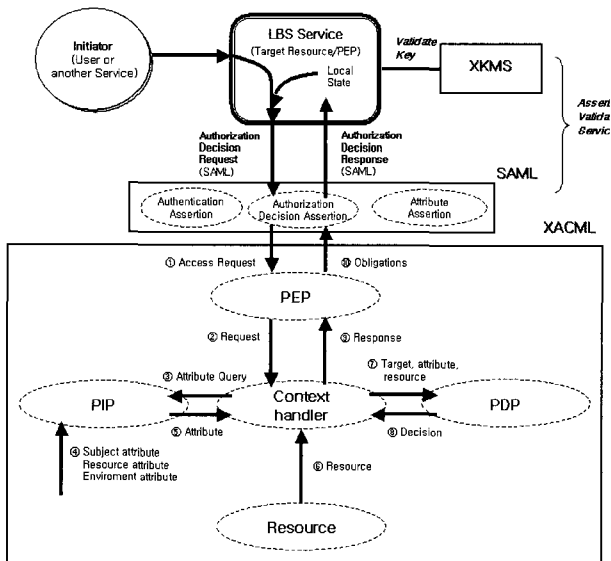 Initiator
(User or
another Service)
LBS Service
(Target Resource/PEP)
Local
State
Validate
Key
XKMS
Authorization
Decision
Request
(SAML)
Authorization
Decision
Response
(SAML)
SAML
Authentication
Assertion
Authorization
Decision Assertion
Attribute
Assertion
XACML
① Access Request
⑩ Obligations
PEP
② Request
⑨ Response
③ Attribute Query
⑦ Target, attribute,
resource
PIP
Context
handler
PDP
⑤ Attribute
⑧ Decision
④ Subject attribute
Resource attribute
Enviroment attribute
⑥ Resource
Resource